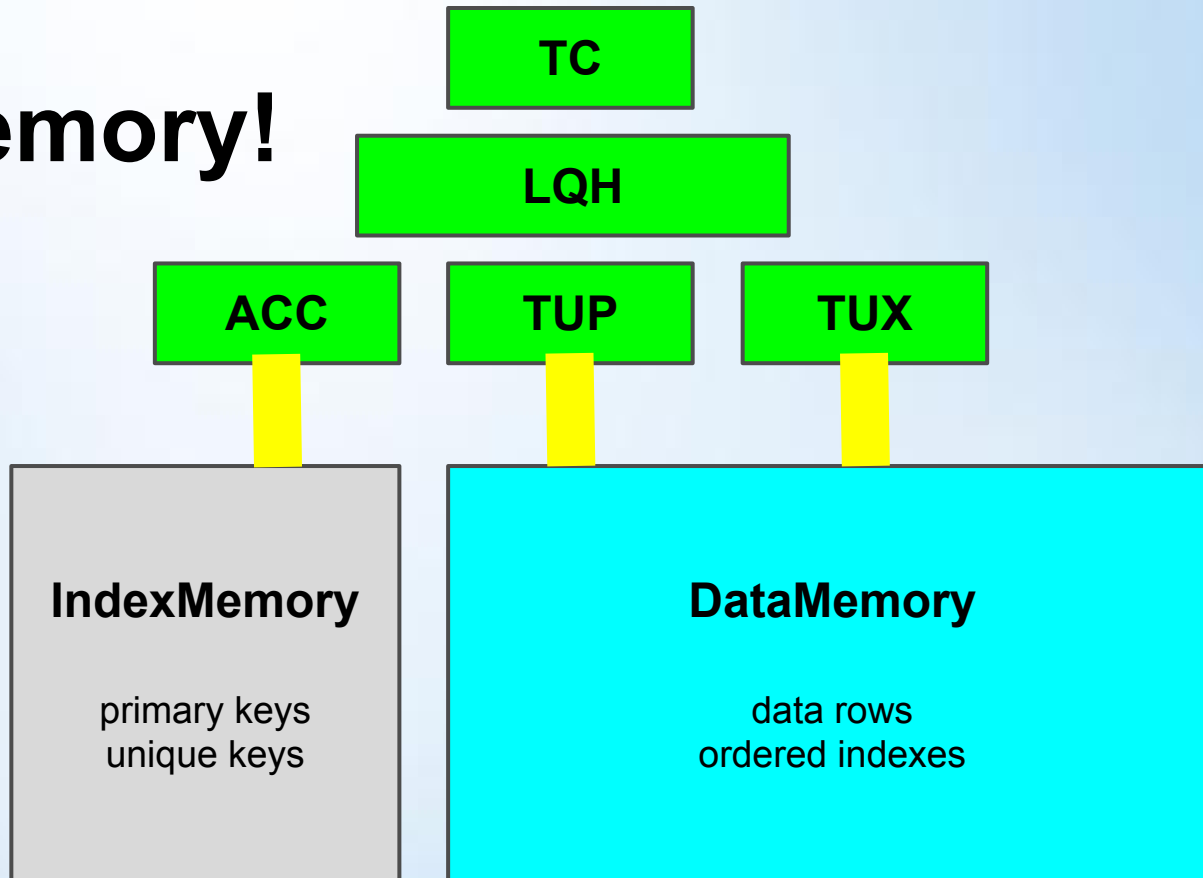 TC
emory!
LQH
ACC
TUP
TUX
IndexMemory
DataMemory
primary keys
unique keys
data rows
ordered indexes